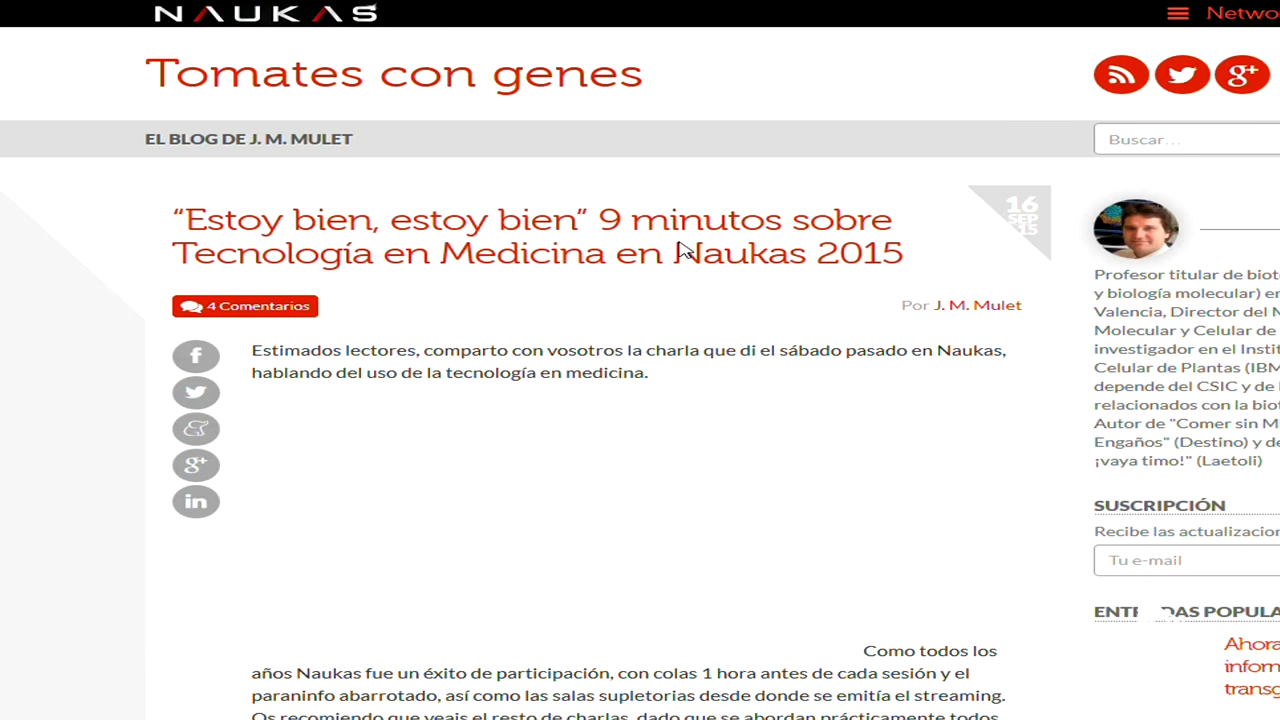 NAUKAS
Netwo
Tomates con genes
EL BLOG DE J. M. MULET
Buscar...
"Estoy bien, estoy bien" 9 minutos sobre
Tecnología en Medicina en Naukas 2015
16
SEP
15
4 Comentarios
Por J. M. Mulet
Estimados lectores, comparto con vosotros la charla que di el sábado pasado en Naukas,
hablando del uso de la tecnología en medicina.
Como todos los
años Naukas fue un éxito de participación, con colas 1 hora antes de cada sesión y el
paraninfo abarrotado, así como las salas supletorias desde donde se emitía el streaming.
Os recomiendo que veais el resto de charlas, dado que se abordan prácticamente todos
Profesor titular de biot
y biología molecular) en
Valencia, Director del M
Molecular y Celular de
investigador en el Instit
Celular de Plantas (IBM
depende del CSIC y de
relacionados con la biot
Autor de "Comer sin M
Engaños" (Destino) y de
¡vaya timo!" (Laetoli)
SUSCRIPCIÓN
Recibe las actualizacion
Tu e-mail
DAS POPULA
Ahora
inform
transg